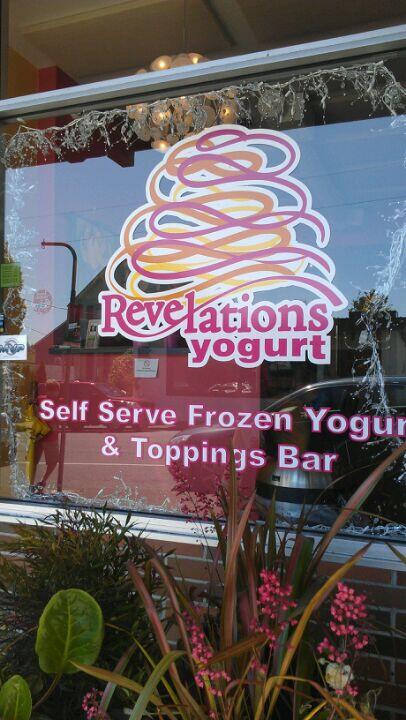 Revelations
yogurt
Self Serve Frozen Yogur
& Toppings Bar